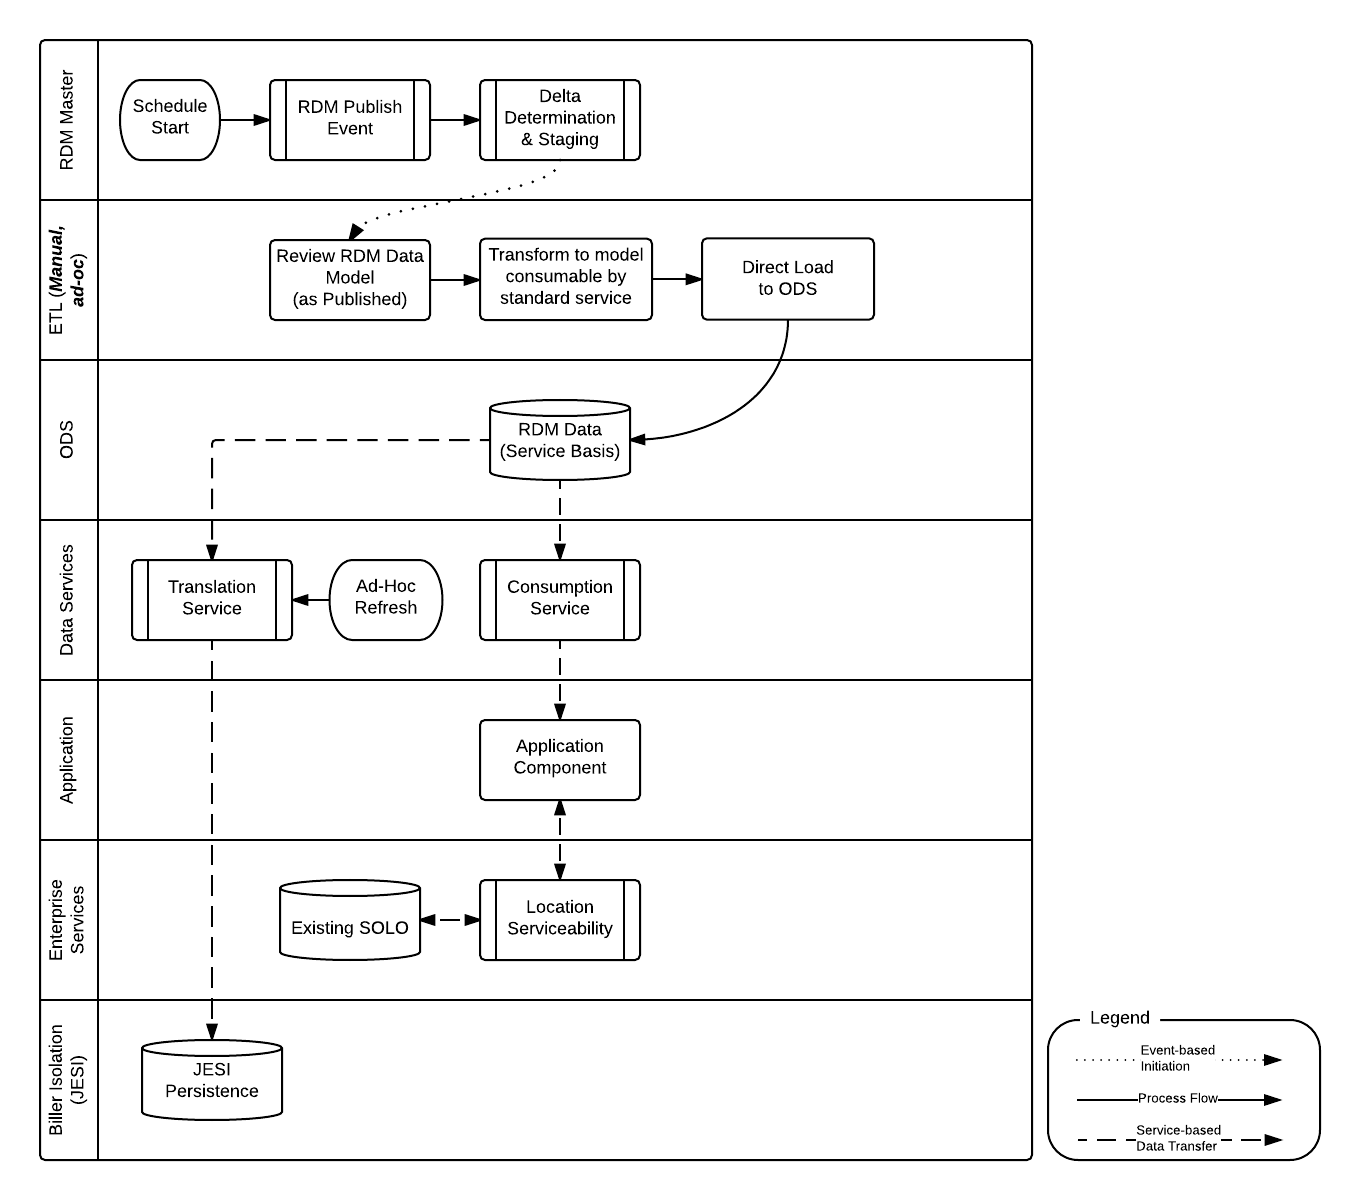 RDM Master
Schedule
Start
RDM Publish
Event
Delta
Determination
& Staging
ETL (Manual,
ad-oc)
Review RDM Data
Model
(as Published)
Transform to model
consumable by
standard service
Direct Load
to ODS
ODS
RDM Data
(Service Basis)
Data Services
Translation
Service
Ad-Hoc
Refresh
Consumption
Service
Application
Application
Component
Enterprise
Services
Existing SOLO
Location
Serviceability
Biller Isolation
(JESI)
JESI
Persistence
Legend
Event-based
Initiation
Process Flow
Service-based
Data Transfer